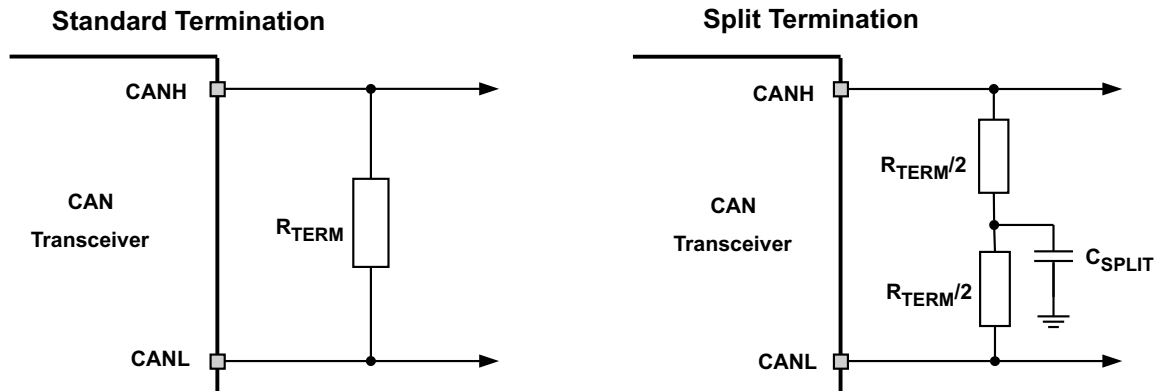 Standard Termination
CANH
CAN
Transceiver
RTERM
CANL
Split Termination
CANH
RTERM/2
CAN
Transceiver
CSPLIT
RTERM/2
CANL